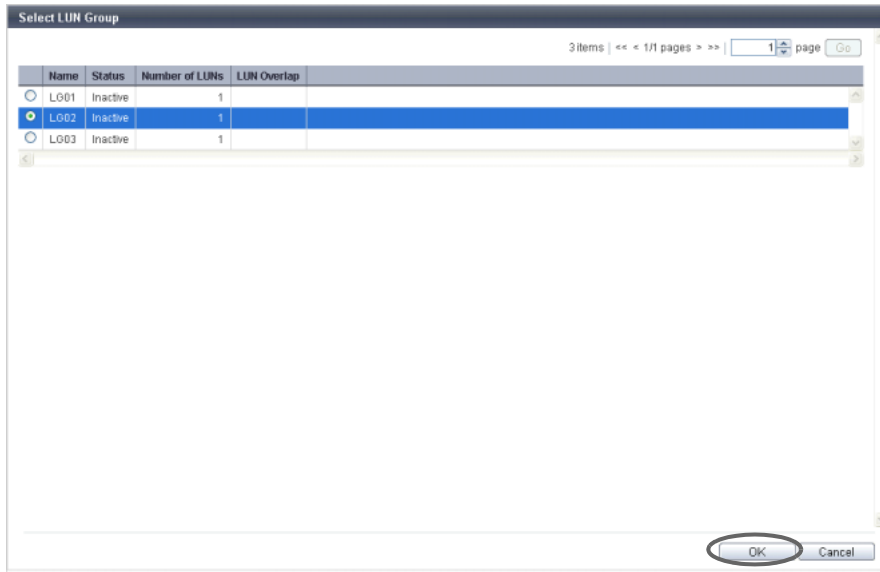 Select LUN Group
3 items | << < 1/1 pages > >> | 1 page Go
Name Status Number of LUNs LUN Overlap
LG01 Inactive 1
LG02 Inactive 1
LG03 Inactive 1
OK Cancel